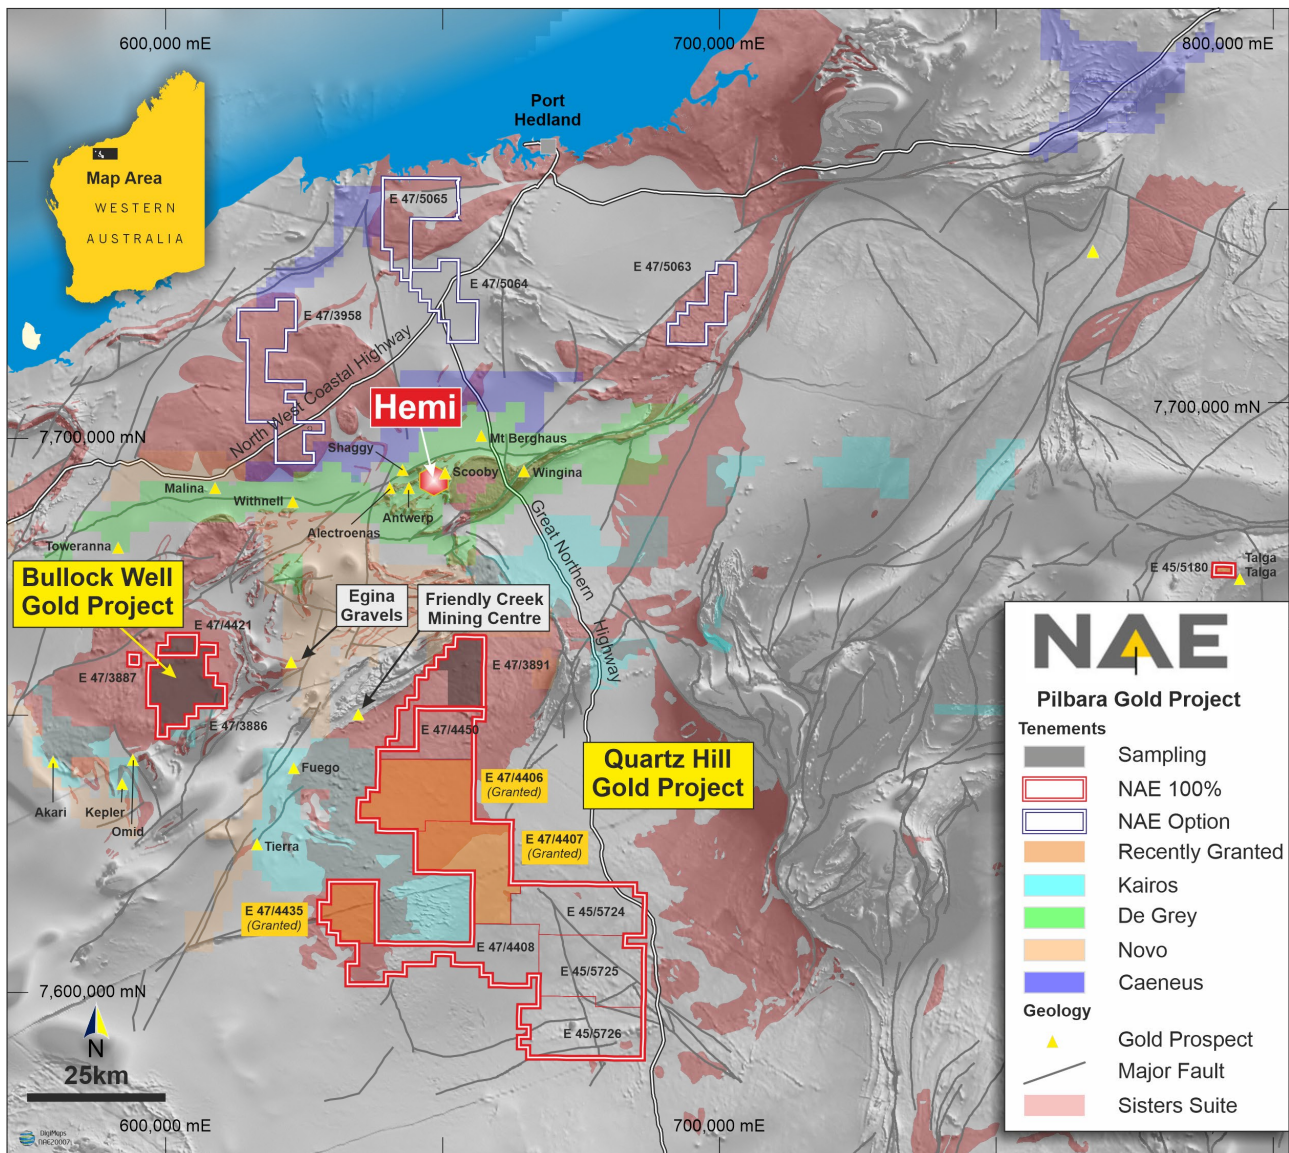 600,000 mE
700,000 mE
800,000 mE
Port
Hedland
Map Area
WESTERN
AUSTRALIA
E 47/5065
E 47/5063
E 47/5064
E 47/3958
North West Coastal Highway
Hemi
7,700,000 mN
7,700,000 mN
Mt Berghaus
Shaggy
Scooby
Wingina
Malina
Withnell
Antwerp
Alectroenas
Great Northern
Highway
Toweranna
Talga
Talga
E 45/5180
Bullock Well
Gold Project
Egina
Gravels
Friendly Creek
Mining Centre
E 47/4421
E 47/3887
E 47/3891
E 47/3886
E 47/4450
Quartz Hill
Gold Project
Fuego
E 47/4406
(Granted)
Akari
Kepler
Omid
Tierra
E 47/4407
(Granted)
E 47/4435
(Granted)
E 45/5724
E 47/4408
E 45/5725
E 45/5726
7,600,000 mN
N
25km
600,000 mE
700,000 mE
DigiMaps
NAE20007j
NAE
Pilbara Gold Project
Tenements
Sampling
NAE 100%
NAE Option
Recently Granted
Kairos
De Grey
Novo
Caeneus
Geology
Gold Prospect
Major Fault
Sisters Suite